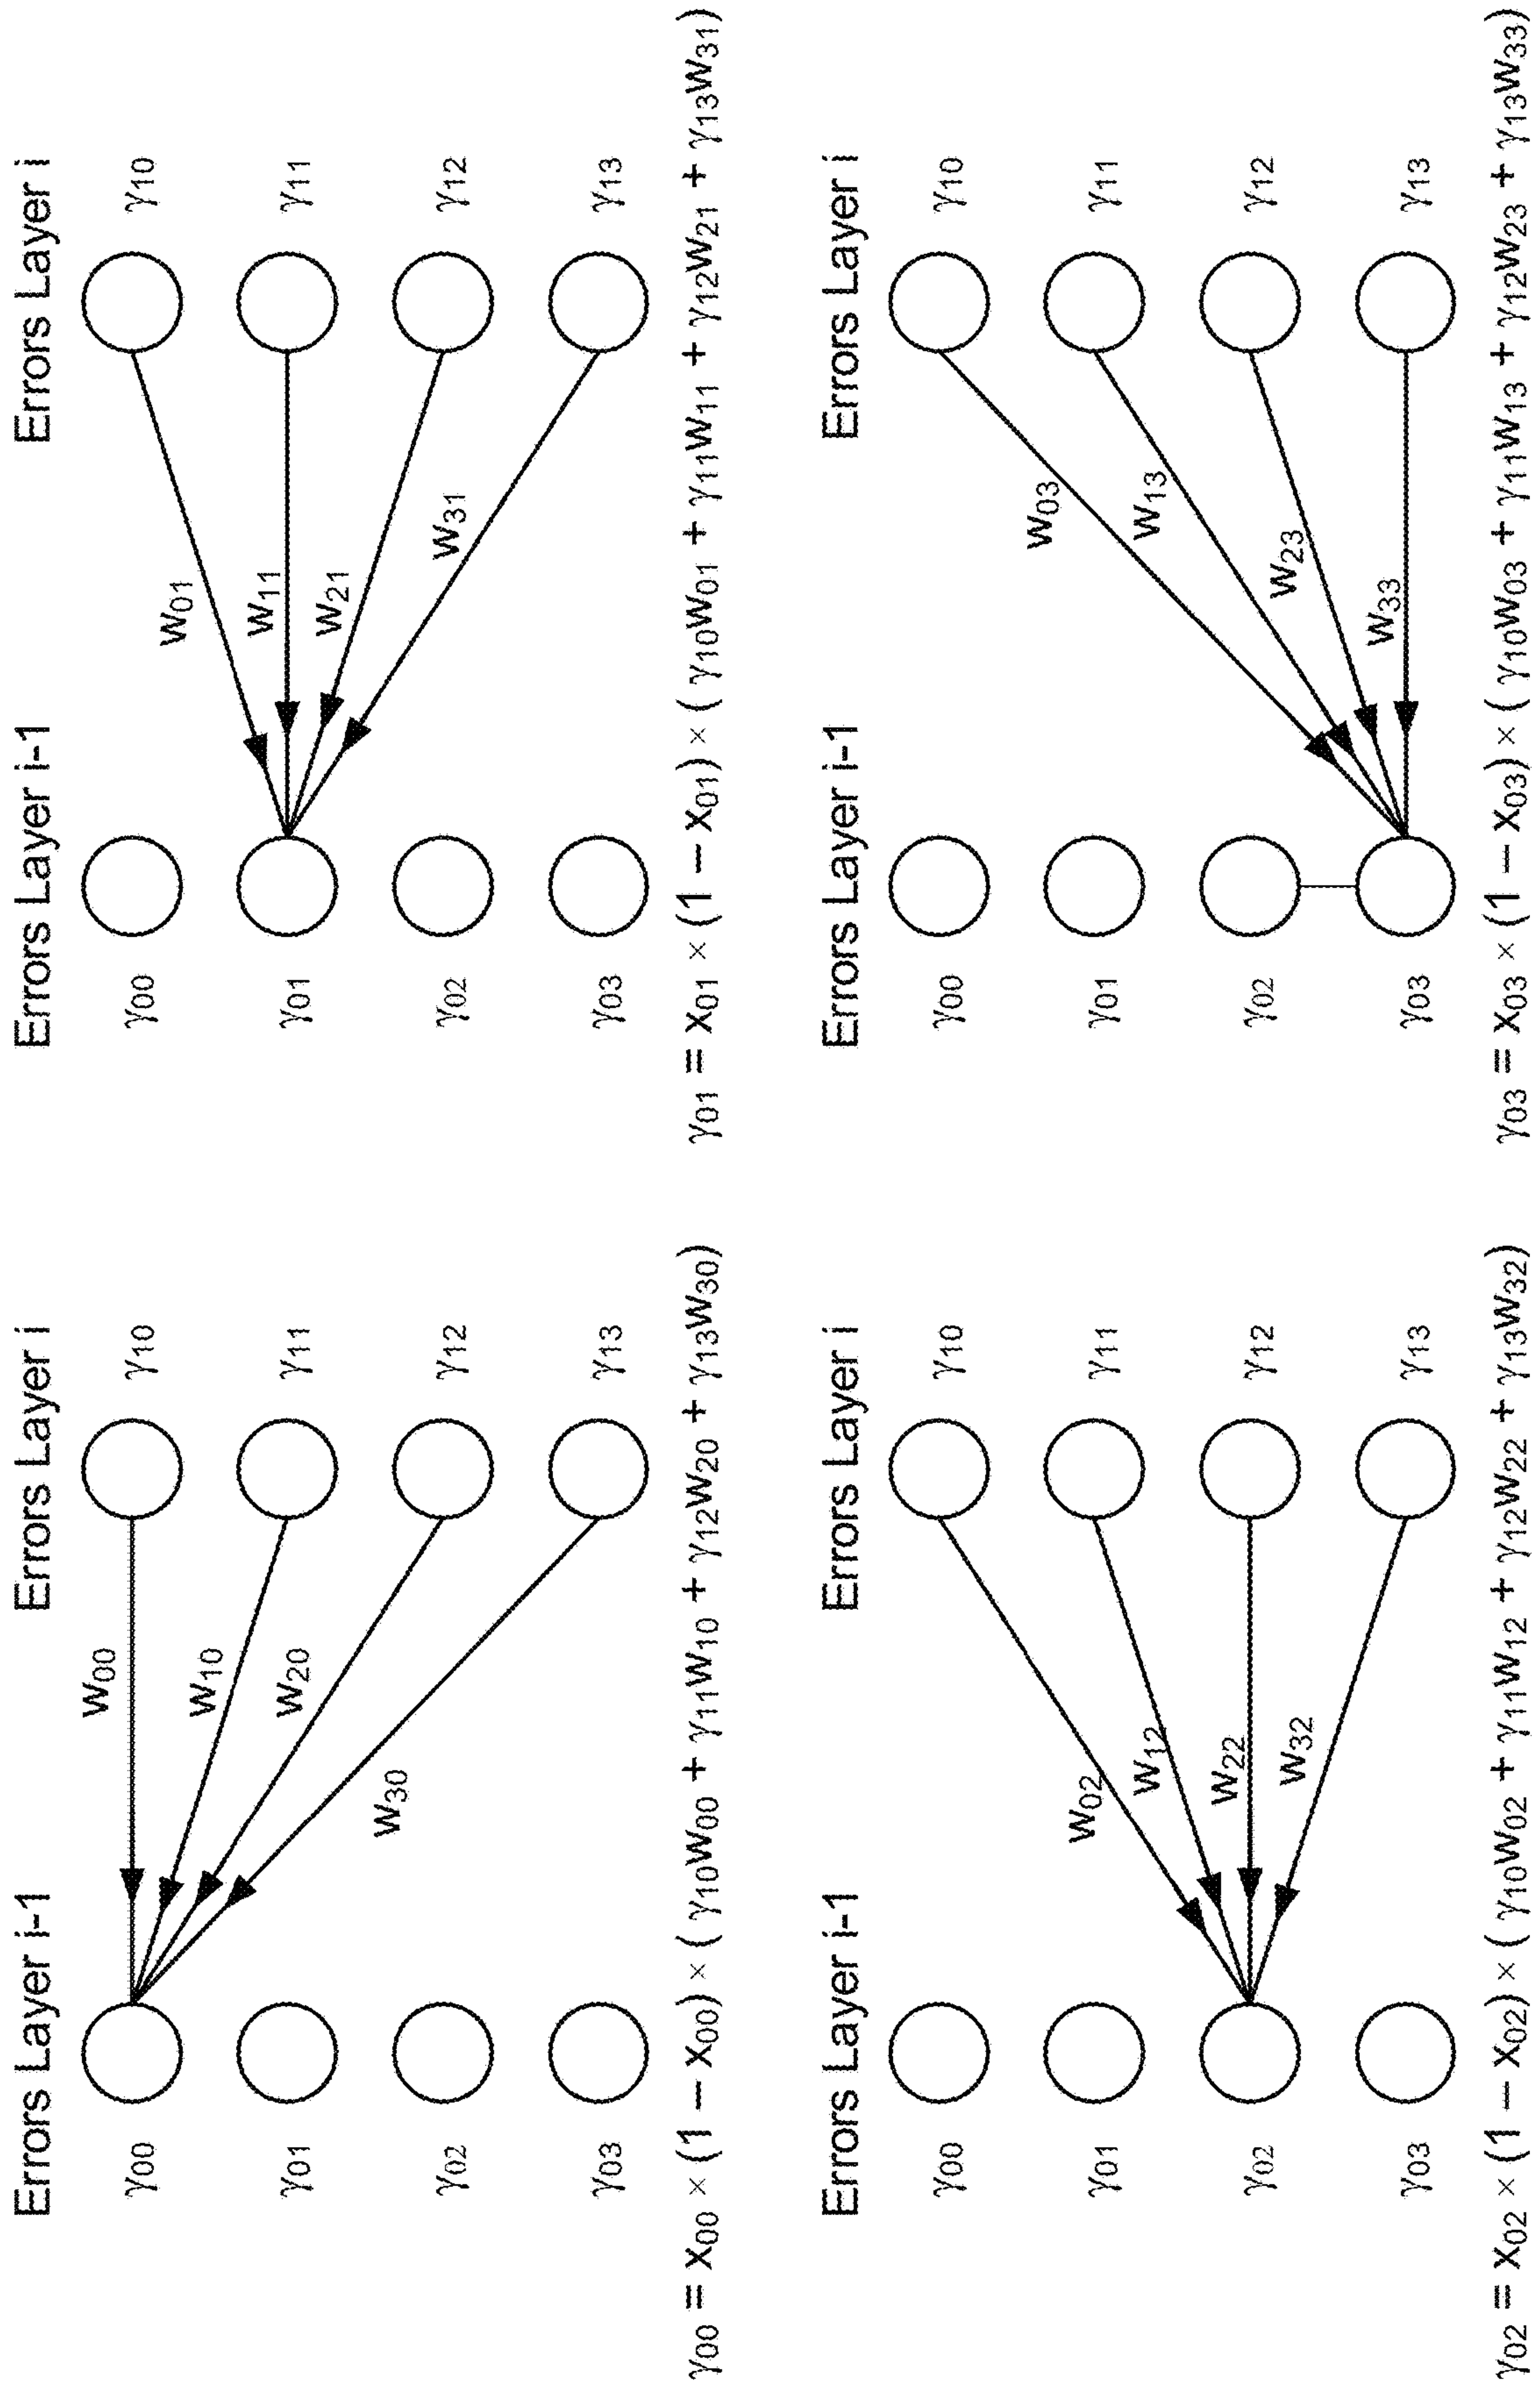 Errors Layer i-1 Errors Layer i
γ00 γ10
W00
γ01 γ11
W10
γ02 W20 γ12
γ03 W30 γ13
γ00 = X00 × (1 − X00) × ( γ10W00 + γ11W10 + γ12W20 + γ13W30)
Errors Layer i-1 Errors Layer i
γ00 γ10
W01
γ01 W11 γ11
W21
γ02 γ12
W31
γ03 γ13
γ01 = X01 × (1 − X01) × ( γ10W01 + γ11W11 + γ12W21 + γ13W31)
Errors Layer i-1 Errors Layer i
γ00 γ10
W02
γ01 W12 γ11
γ02 W22 γ12
W32
γ03 γ13
γ02 = X02 × (1 − X02) × ( γ10W02 + γ11W12 + γ12W22 + γ13W32)
Errors Layer i-1 Errors Layer i
γ00 γ10
W03
γ01 W13 γ11
γ02 W23 γ12
W33
γ03 γ13
γ03 = X03 × (1 − X03) × ( γ10W03 + γ11W13 + γ12W23 + γ13W33)